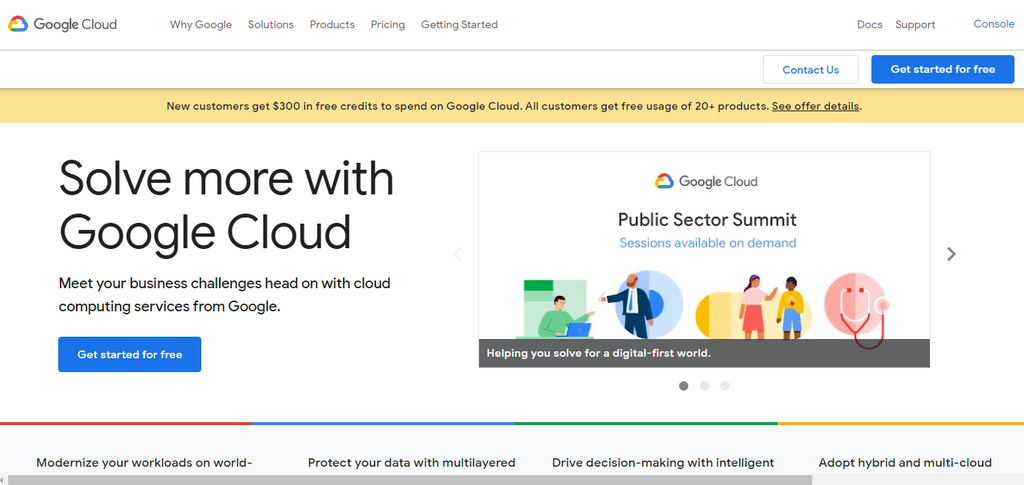 Google Cloud
Why Google
Solutions
Products
Pricing
Getting Started
Docs
Support
Console
Contact Us
Get started for free
New customers get $300 in free credits to spend on Google Cloud. All customers get free usage of 20+ products. See offer details.
Solve more with
Google Cloud
Meet your business challenges head on with cloud
computing services from Google.
Get started for free
Google Cloud
Public Sector Summit
Sessions available on demand
Helping you solve for a digital-first world.
Modernize your workloads on world-
Protect your data with multilayered
Drive decision-making with intelligent
Adopt hybrid and multi-cloud